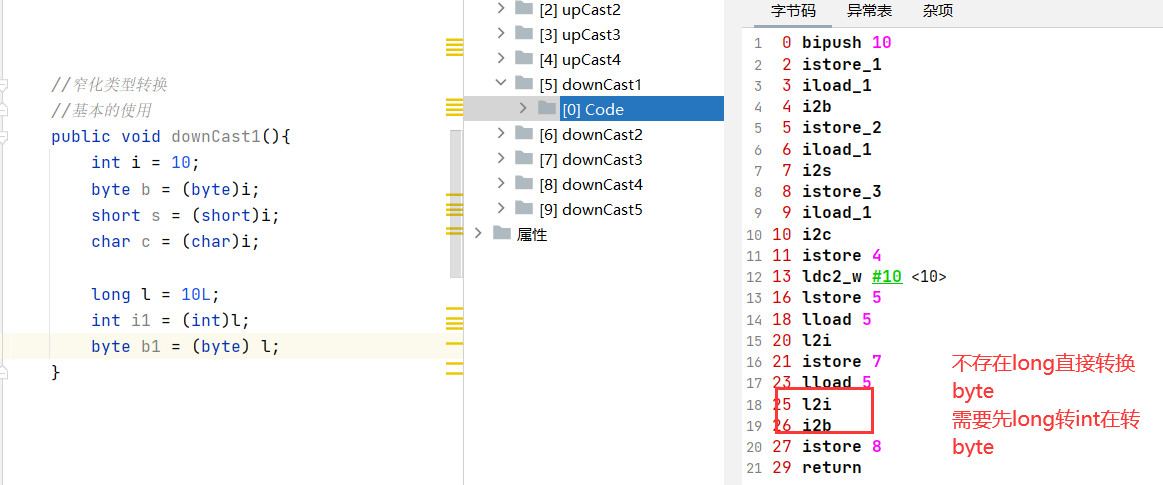 //窄化类型转换
//基本的使用
public void downCast1(){
int i = 10;
byte b = (byte)i;
short s = (short)i;
char c = (char)i;
long l = 10L;
int i1 = (int)l;
byte b1 = (byte) l;
}
[2] upCast2
[3] upCast3
[4] upCast4
[5] downCast1
[0] Code
[6] downCast2
[7] downCast3
[8] downCast4
[9] downCast5
属性
字节码 异常表 杂项
1 0 bipush 10
2 2 istore_1
3 3 iload_1
4 4 i2b
5 5 istore_2
6 6 iload_1
7 7 i2s
8 8 istore_3
9 9 iload_1
10 10 i2c
11 11 istore 4
12 13 ldc2_w #10 <10>
13 16 lstore 5
14 18 lload 5
15 20 l2i
16 21 istore 7
17 23 lload 5
18 25 l2i
19 26 i2b
20 27 istore 8
21 29 return
不存在long直接转换
byte
需要先long转int在转
byte